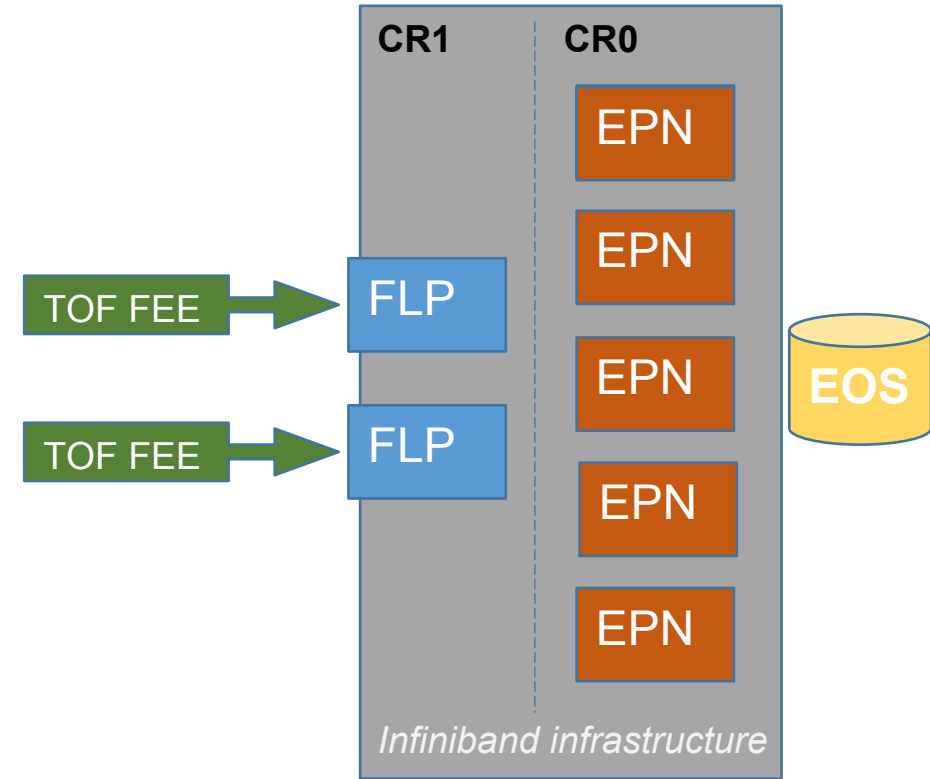 CR1
CR0
EPN
EPN
TOF FEE
FLP
EPN
EOS
TOF FEE
FLP
EPN
EPN
Infiniband infrastructure